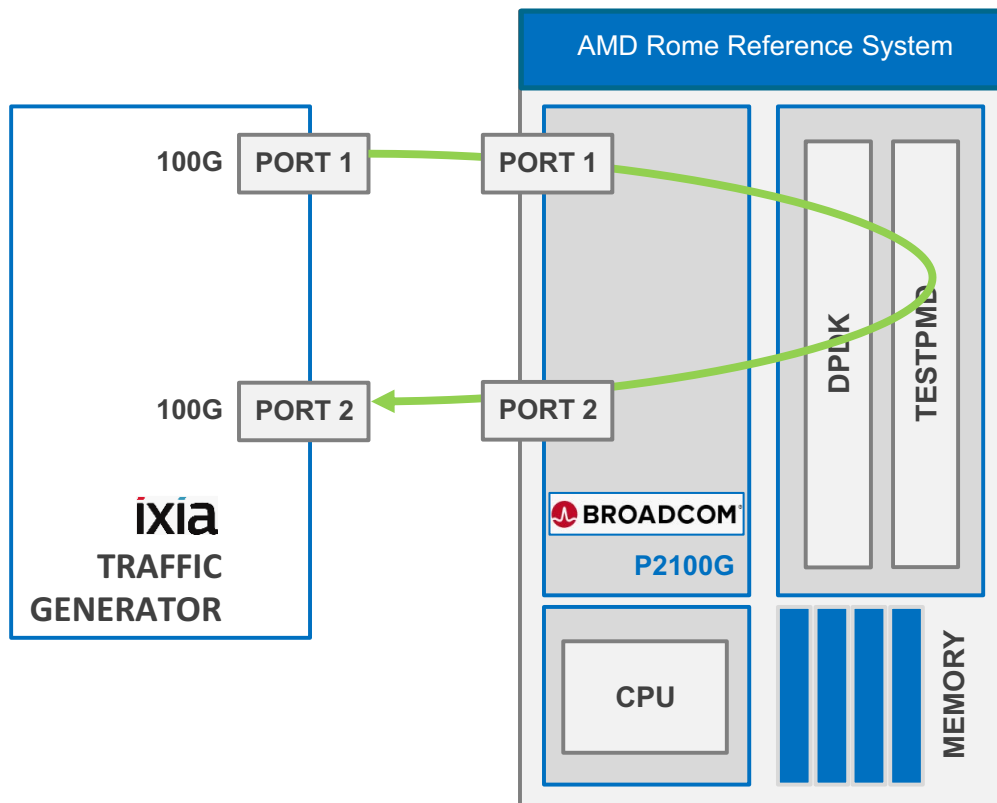 AMD Rome Reference System
100G
PORT 1
PORT 1
100G
PORT 2
PORT 2
DPDK
TESTPMD
ixia
TRAFFIC
GENERATOR
BROADCOM®
P2100G
CPU
MEMORY